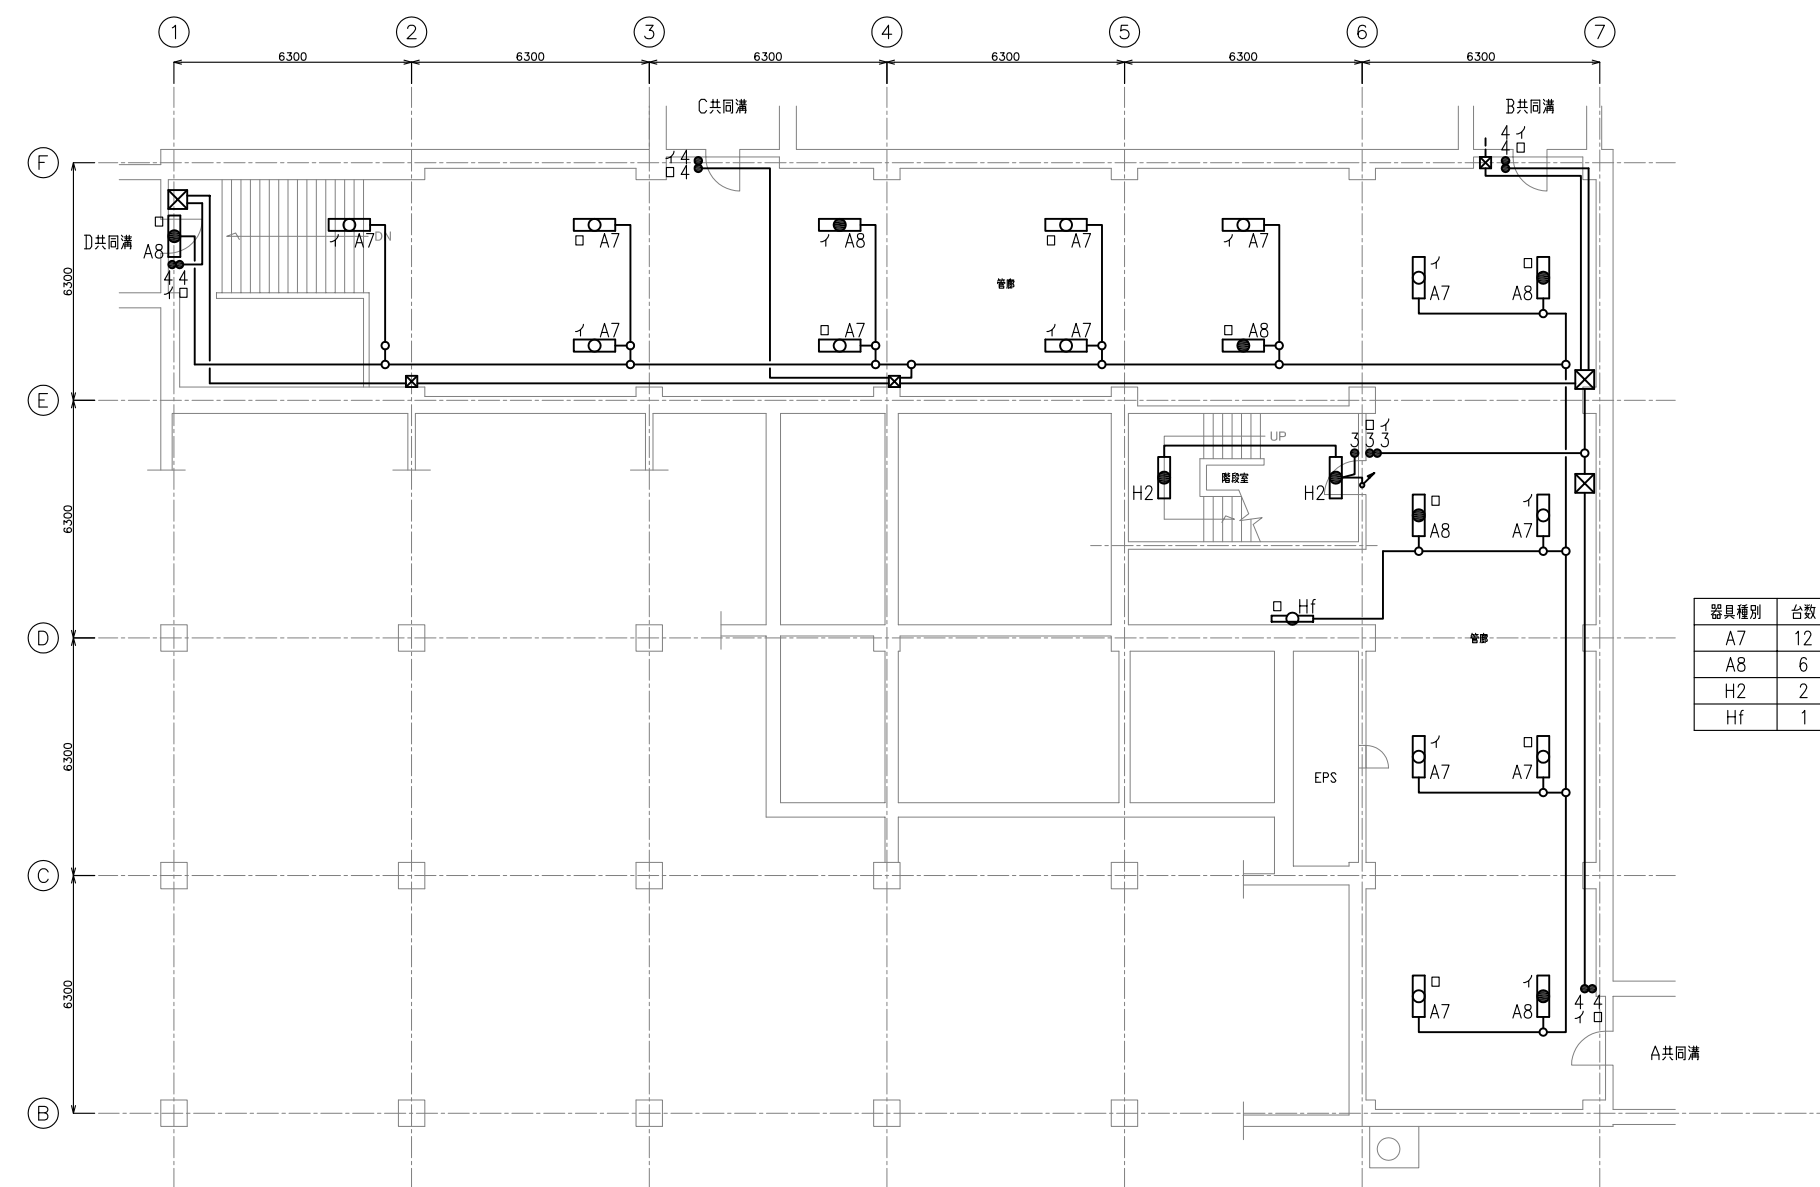 1 2 3 4 5 6 7
6300 6300 6300 6300 6300 6300
C共同溝 B共同溝
4 イ
4 ロ
F
イ 4
ロ 4
ロ
D共同溝
A8
4 4
イ ロ
DN
イ A7
ロ A7
イ A8
ロ A7
イ A7
管廊
イ
A7
ロ
A8
6300
イ A7
ロ A7
イ A7
ロ A8
E
ロ イ
3 3 3
UP
階段室
H2
H2
ロ
A8
イ
A7
6300
ロ Hf
D
管廊
器具種別 台数
A7 12
A8 6
H2 2
Hf 1
6300
イ
A7
ロ
A7
EPS
C
6300
ロ
A7
イ
A8
4 4
イ ロ
A共同溝
B